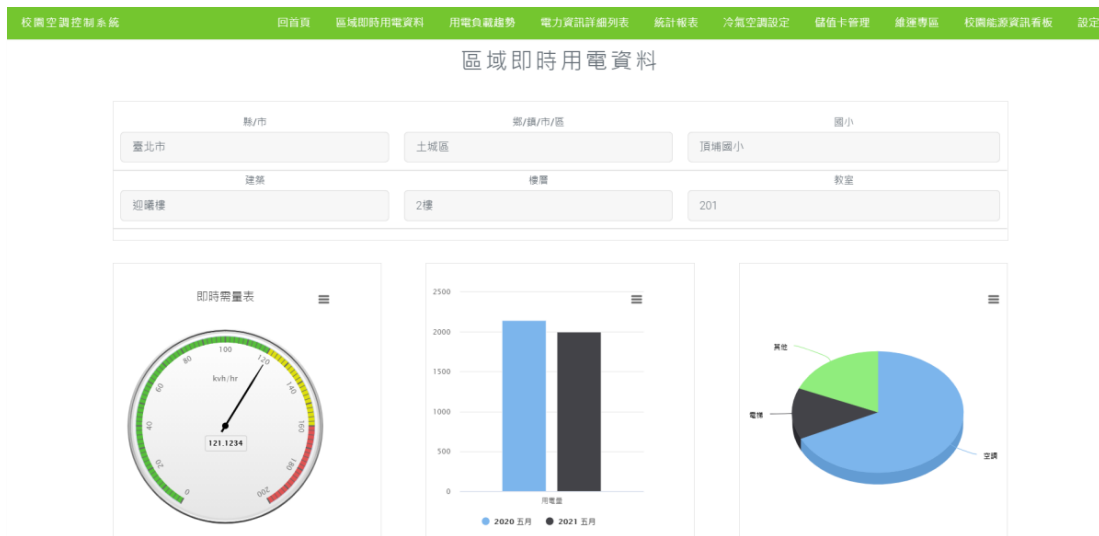 校園空調控制系統 回首頁 區域即時用電資料 用電負載趨勢 電力資訊詳細列表 統計報表 冷氣空調設定 儲值卡管理 維運專區 校園能源資訊看板 設定
區域即時用電資料
縣/市 鄉/鎮/市/區 國小
臺北市 土城區 頂埔國小
建築 樓層 教室
迎曦樓 2樓 201
即時需量表
0 20 40 60 80 100 120 140 160 180 200
kvh/hr
121.1234
2500
2000
1500
1000
500
0
用電量
2020 五月 2021 五月
其他
電燈
空調